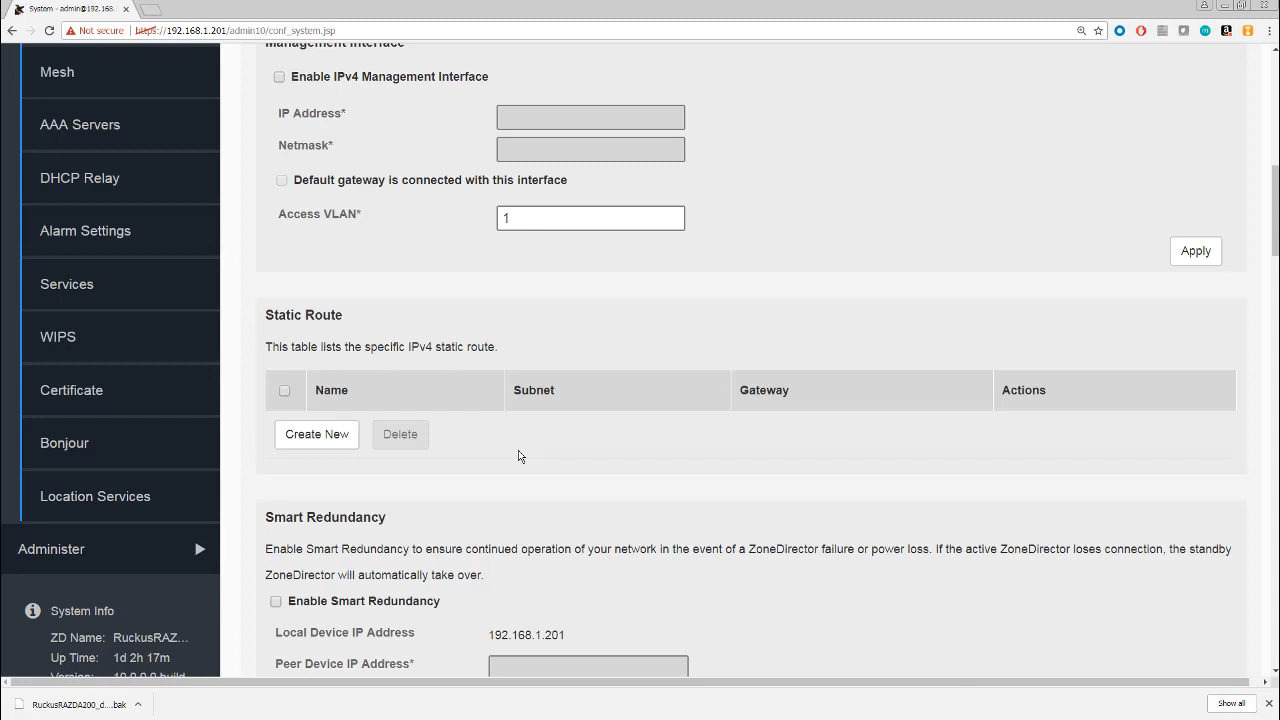 System - admin@192.168.
Not secure
https://192.168.1.201/admin10/conf_system.jsp
Management Interface
Enable IPv4 Management Interface
IP Address*
Netmask*
Default gateway is connected with this interface
Access VLAN*
1
Apply
Static Route
This table lists the specific IPv4 static route.
Name Subnet Gateway Actions
Create New Delete
Smart Redundancy
Enable Smart Redundancy to ensure continued operation of your network in the event of a ZoneDirector failure or power loss. If the active ZoneDirector loses connection, the standby
ZoneDirector will automatically take over.
Enable Smart Redundancy
Local Device IP Address 192.168.1.201
Peer Device IP Address*
Mesh
AAA Servers
DHCP Relay
Alarm Settings
Services
WIPS
Certificate
Bonjour
Location Services
Administer
System Info
ZD Name: RuckusRAZ...
Up Time: 1d 2h 17m
Version: 10.0.0.0 build
RuckusRAZDA200_d....bak
Show all